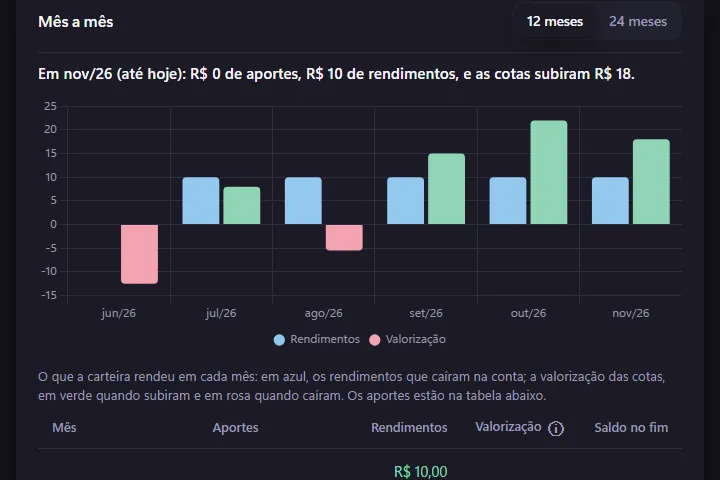 Mês a mês
12 meses 24 meses
Em nov/26 (até hoje): R$ 0 de aportes, R$ 10 de rendimentos, e as cotas subiram R$ 18.
25
20
15
10
5
0
-5
-10
-15
jun/26 jul/26 ago/26 set/26 out/26 nov/26
Rendimentos Valorização
O que a carteira rendeu em cada mês: em azul, os rendimentos que caíram na conta; a valorização das cotas,
em verde quando subiram e em rosa quando caíram. Os aportes estão na tabela abaixo.
Mês Aportes Rendimentos Valorização Saldo no fim
R$ 10,00